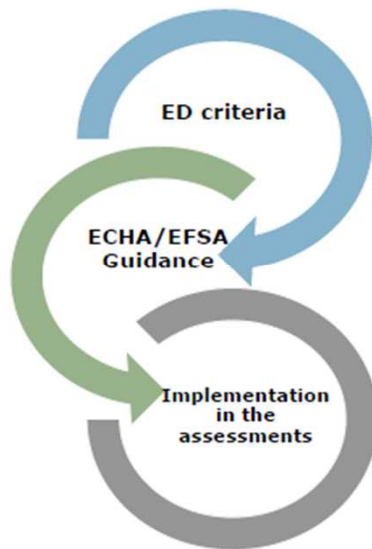 ED criteria
ECHA/EFSA
Guidance
Implementation
in the
assessments